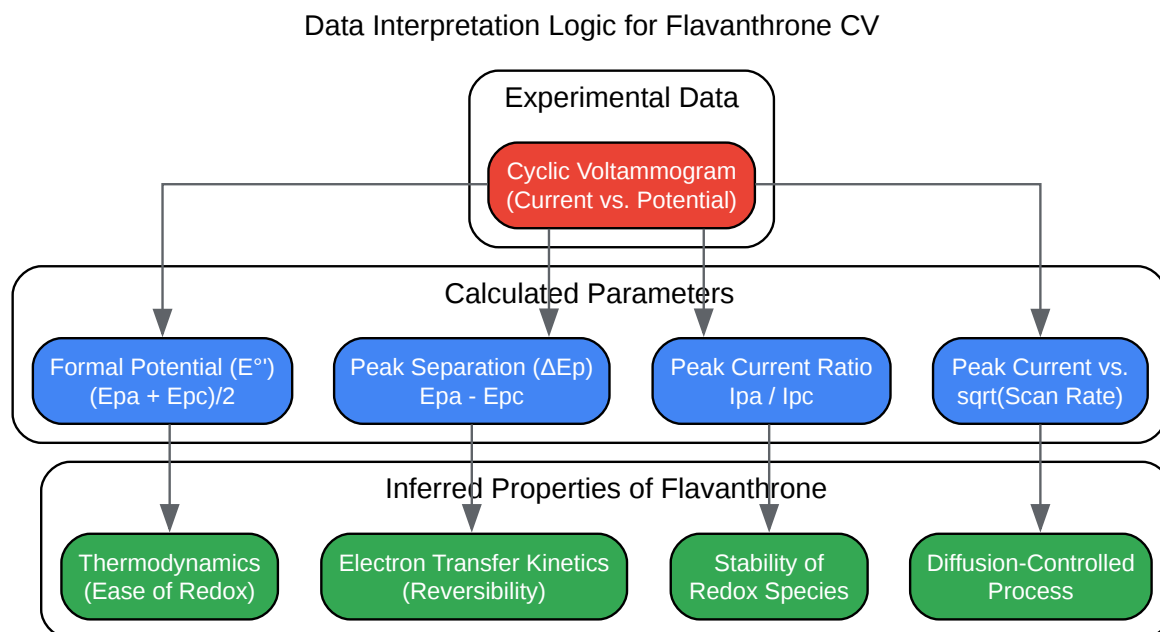 Data Interpretation Logic for Flavanthrone CV
Experimental Data
Cyclic Voltammogram
(Current vs. Potential)
Calculated Parameters
Formal Potential (E°')
(Epa + Epc)/2
Peak Separation (ΔEp)
Epa - Epc
Peak Current Ratio
Ipa / Ipc
Peak Current vs.
sqrt(Scan Rate)
Inferred Properties of Flavanthrone
Thermodynamics
(Ease of Redox)
Electron Transfer Kinetics
(Reversibility)
Stability of
Redox Species
Diffusion-Controlled
Process